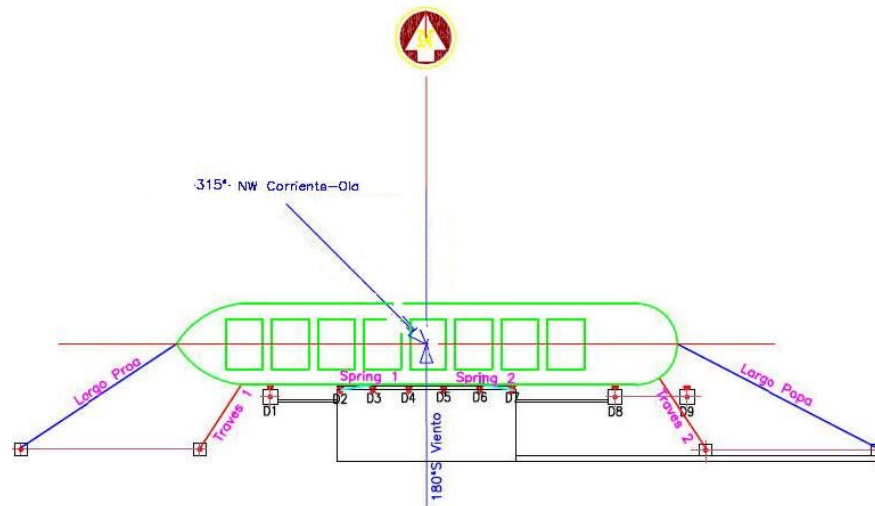 N
315° NW Corriente-Ola
Largo Proa
Traves 1
Spring 1
Spring 2
Traves 2
Largo Popa
D1
D2
D3
D4
D5
D6
D7
D8
D9
180°S Viento